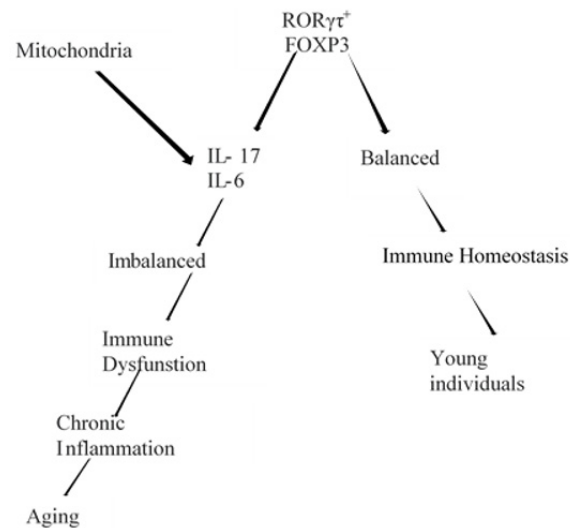 RORγτ⁺
FOXP3
Mitochondria
IL- 17
IL-6
Balanced
Imbalanced
Immune Homeostasis
Immune
Dysfunstion
Young
individuals
Chronic
Inflammation
Aging